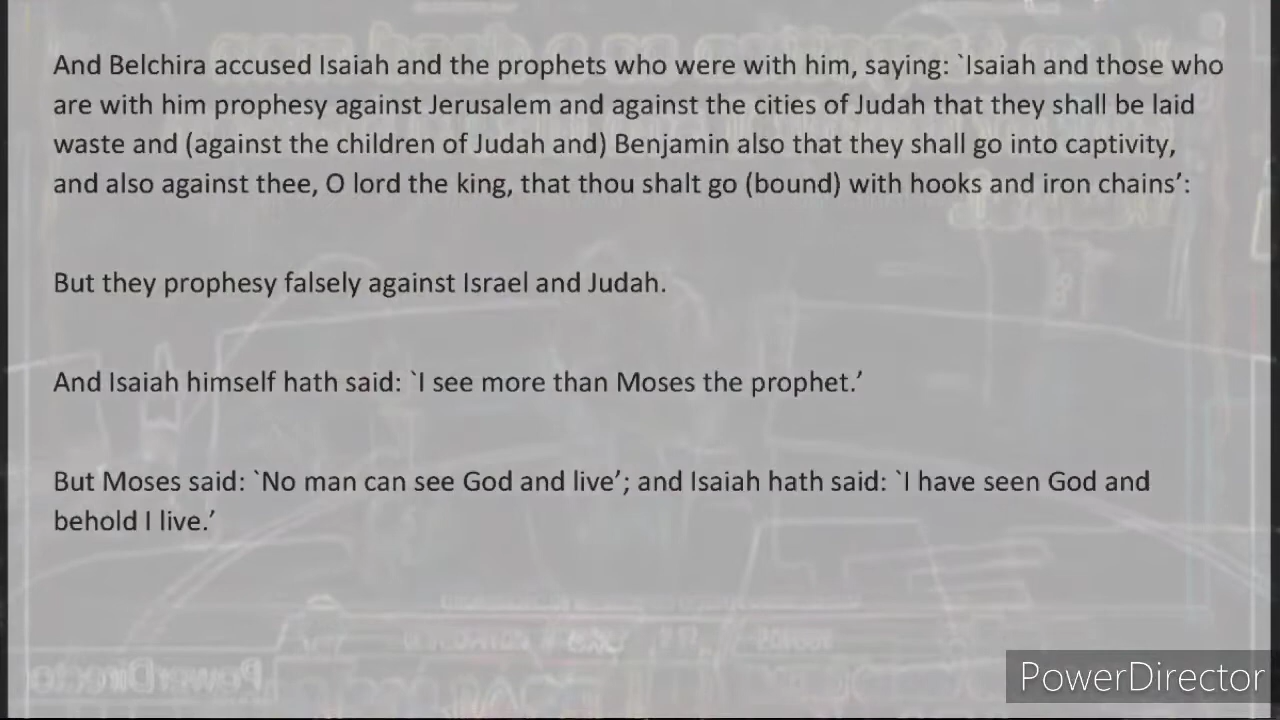 And Belchira accused Isaiah and the prophets who were with him, saying: `Isaiah and those who
are with him prophesy against Jerusalem and against the cities of Judah that they shall be laid
waste and (against the children of Judah and) Benjamin also that they shall go into captivity,
and also against thee, O lord the king, that thou shalt go (bound) with hooks and iron chains’:
But they prophesy falsely against Israel and Judah.
And Isaiah himself hath said: `I see more than Moses the prophet.’
But Moses said: `No man can see God and live’; and Isaiah hath said: `I have seen God and
behold I live.’
PowerDirector